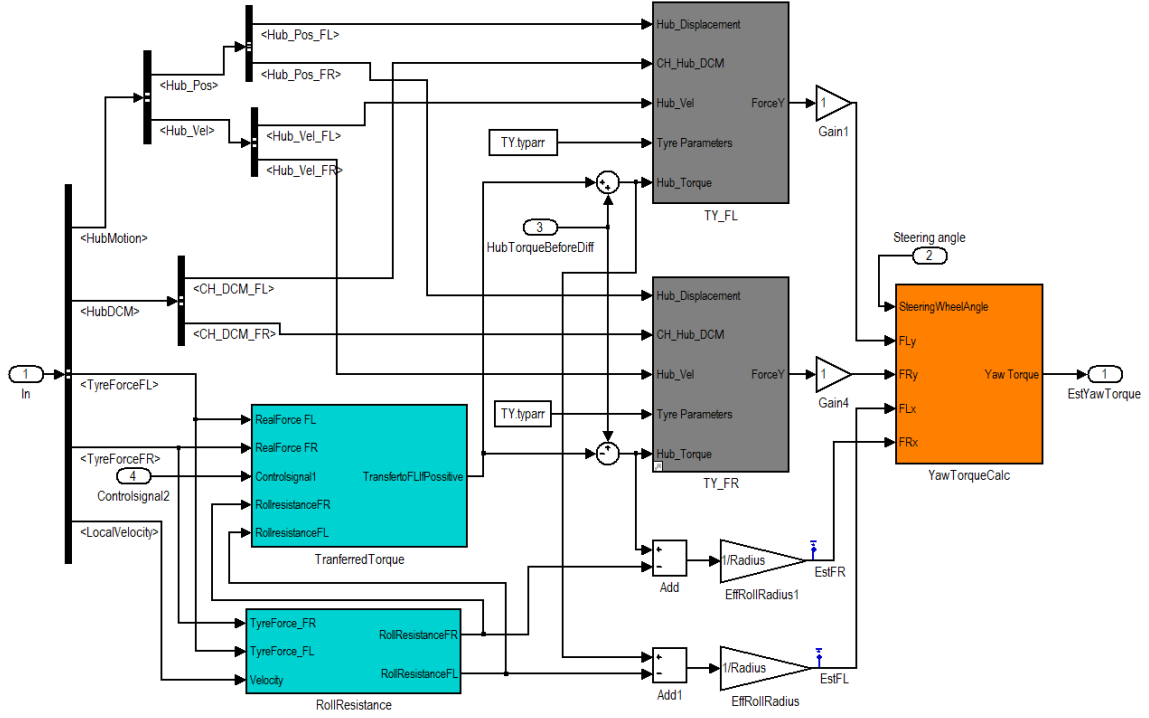 <Hub_Pos_FL>
<Hub_Pos_FR>
<Hub_Pos>
<Hub_Vel>
<Hub_Vel_FL>
<Hub_Vel_FR>
<HubMotion>
<HubDCM>
<CH_DCM_FL>
<CH_DCM_FR>
1
In
<TyreForceFL>
<TyreForceFR>
4
Controlsignal2
<LocalVelocity>
RealForce FL
RealForce FR
Controlsignal1
RollresistanceFR
RollresistanceFL
TransfertoFLIfPossitive
TranferredTorque
TyreForce_FR
TyreForce_FL
Velocity
RollResistanceFR
RollResistanceFL
RollResistance
TY.typarr
3
HubTorqueBeforeDiff
+
+
Hub_Displacement
CH_Hub_DCM
Hub_Vel
Tyre Parameters
Hub_Torque
ForceY
TY_FL
1
Gain1
TY.typarr
-
+
Hub_Displacement
CH_Hub_DCM
Hub_Vel
Tyre Parameters
Hub_Torque
ForceY
TY_FR
1
Gain4
+
-
Add
1/Radius
EffRollRadius1
EstFR
+
-
Add1
1/Radius
EffRollRadius
EstFL
Steering angle
2
SteeringWheelAngle
FLy
FRy
FLx
FRx
Yaw Torque
YawTorqueCalc
1
EstYawTorque